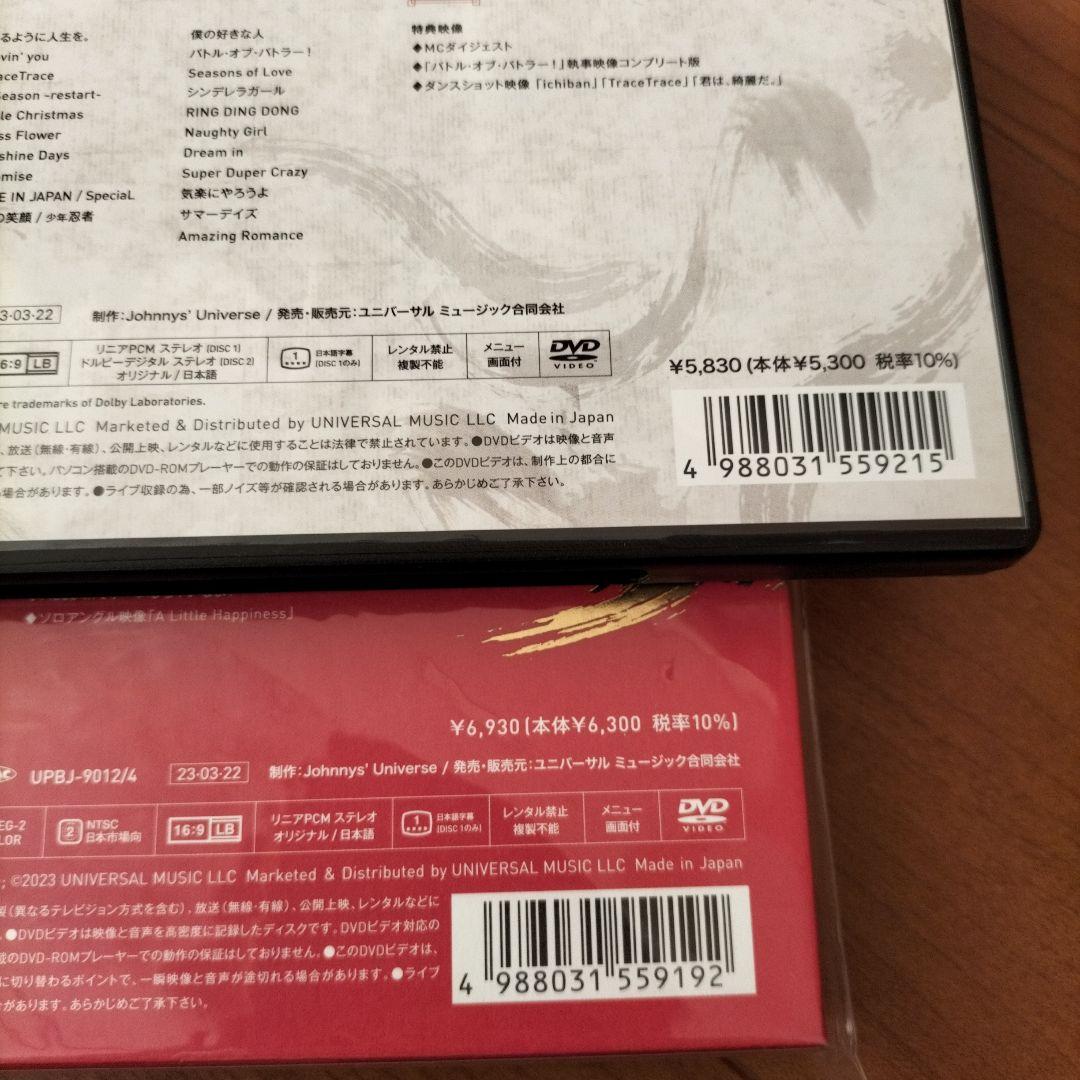 るように人生を。
vin' you
aceTrace
eason -restart-
le Christmas
ss Flower
shine Days
mise
E IN JAPAN / SpeciaL
の笑顔 / 少年忍者
僕の好きな人
バトル・オブ・バトラー!
Seasons of Love
シンデレラガール
RING DING DONG
Naughty Girl
Dream in
Super Duper Crazy
気楽にやろうよ
サマーデイズ
Amazing Romance
特典映像
◆MCダイジェスト
◆「バトル・オブ・バトラー!」執事映像コンプリート版
◆ダンスショット映像 「ichiban」「TraceTrace」「君は、綺麗だ。」
3-03-22 制作:Johnnys' Universe / 発売・販売元:ユニバーサル ミュージック合同会社
6:9 LB
リニアPCM ステレオ (DISC 1)
ドルビーデジタル ステレオ (DISC 2)
オリジナル / 日本語
1 日本語字幕
(DISC 1のみ)
レンタル禁止
複製不能
メニュー
画面付
DVD
VIDEO
¥5,830 (本体¥5,300 税率10%)
re trademarks of Dolby Laboratories.
MUSIC LLC Marketed & Distributed by UNIVERSAL MUSIC LLC Made in Japan
、放送(無線・有線)、公開上映、レンタルなどに使用することは法律で禁止されています。●DVDビデオは映像と音声
て下さい。パソコン搭載のDVD-ROMプレーヤーでの動作の保証はしておりません。●このDVDビデオは、制作上の都合に
場合があります。●ライブ収録の為、一部ノイズ等が確認される場合があります。あらかじめご了承下さい。
4 988031 559215
◆ソロアングル映像「A Little Happiness」
¥6,930 (本体¥6,300 税率10%)
UPBJ-9012/4 23-03-22 制作:Johnnys' Universe / 発売・販売元:ユニバーサル ミュージック合同会社
EG-2
LOR
2 NTSC
日本市場向
16:9 LB
リニアPCM ステレオ
オリジナル / 日本語
1 日本語字幕
(DISC 1のみ)
レンタル禁止
複製不能
メニュー
画面付
DVD
VIDEO
; ©2023 UNIVERSAL MUSIC LLC Marketed & Distributed by UNIVERSAL MUSIC LLC Made in Japan
製(異なるテレビジョン方式を含む)、放送(無線・有線)、公開上映、レンタルなどに
●DVDビデオは映像と音声を高密度に記録したディスクです。DVDビデオ対応の
載のDVD-ROMプレーヤーでの動作の保証はしておりません。●このDVDビデオは、
に切り替わるポイントで、一瞬映像と音声が途切れる場合があります。●ライブ
合があります。あらかじめご了承下さい。
4 988031 559192